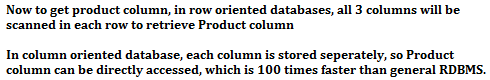 Now to get product column, in row oriented databases, all 3 columns will be
scanned in each row to retrieve Product column
In column oriented database, each column is stored seperately, so Product
column can be directly accessed, which is 100 times faster than general RDBMS.